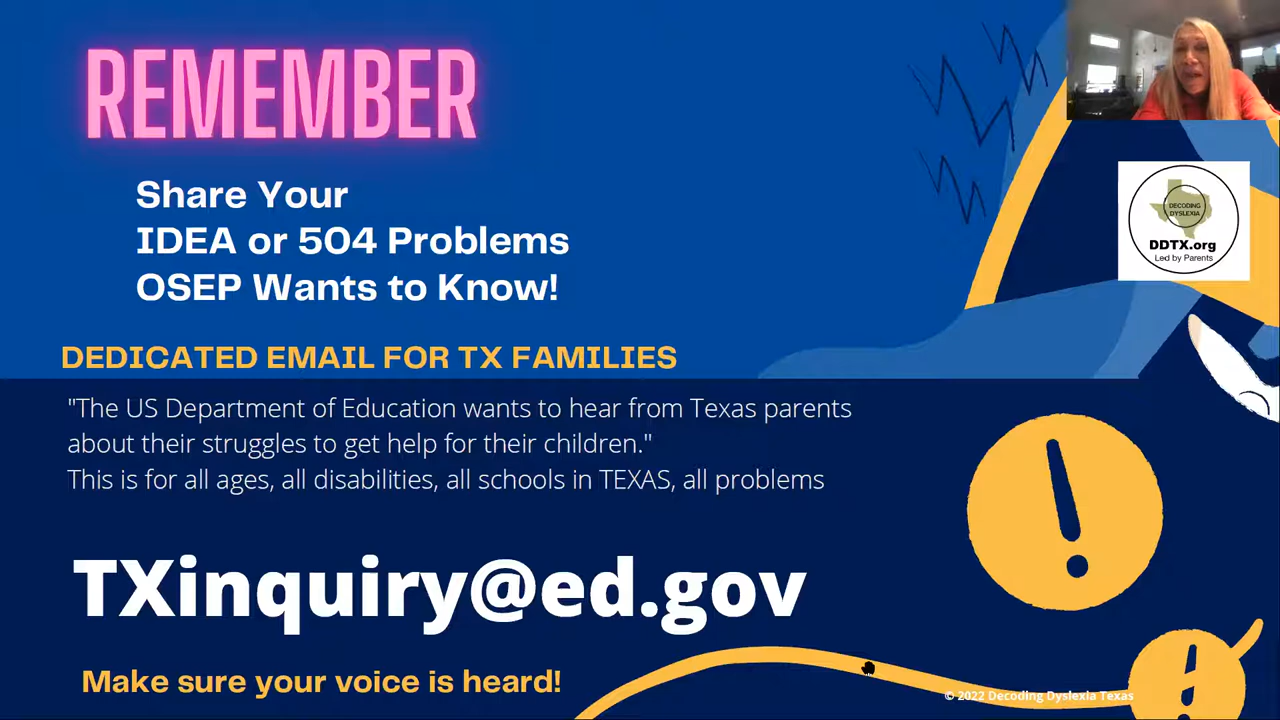 REMEMBER
Share Your
IDEA or 504 Problems
OSEP Wants to Know!
DECODING
DYSLEXIA
DDTX.org
Led by Parents
DEDICATED EMAIL FOR TX FAMILIES
"The US Department of Education wants to hear from Texas parents
about their struggles to get help for their children."
This is for all ages, all disabilities, all schools in TEXAS, all problems
TXinquiry@ed.gov
Make sure your voice is heard!
© 2022 Decoding Dyslexia Texas